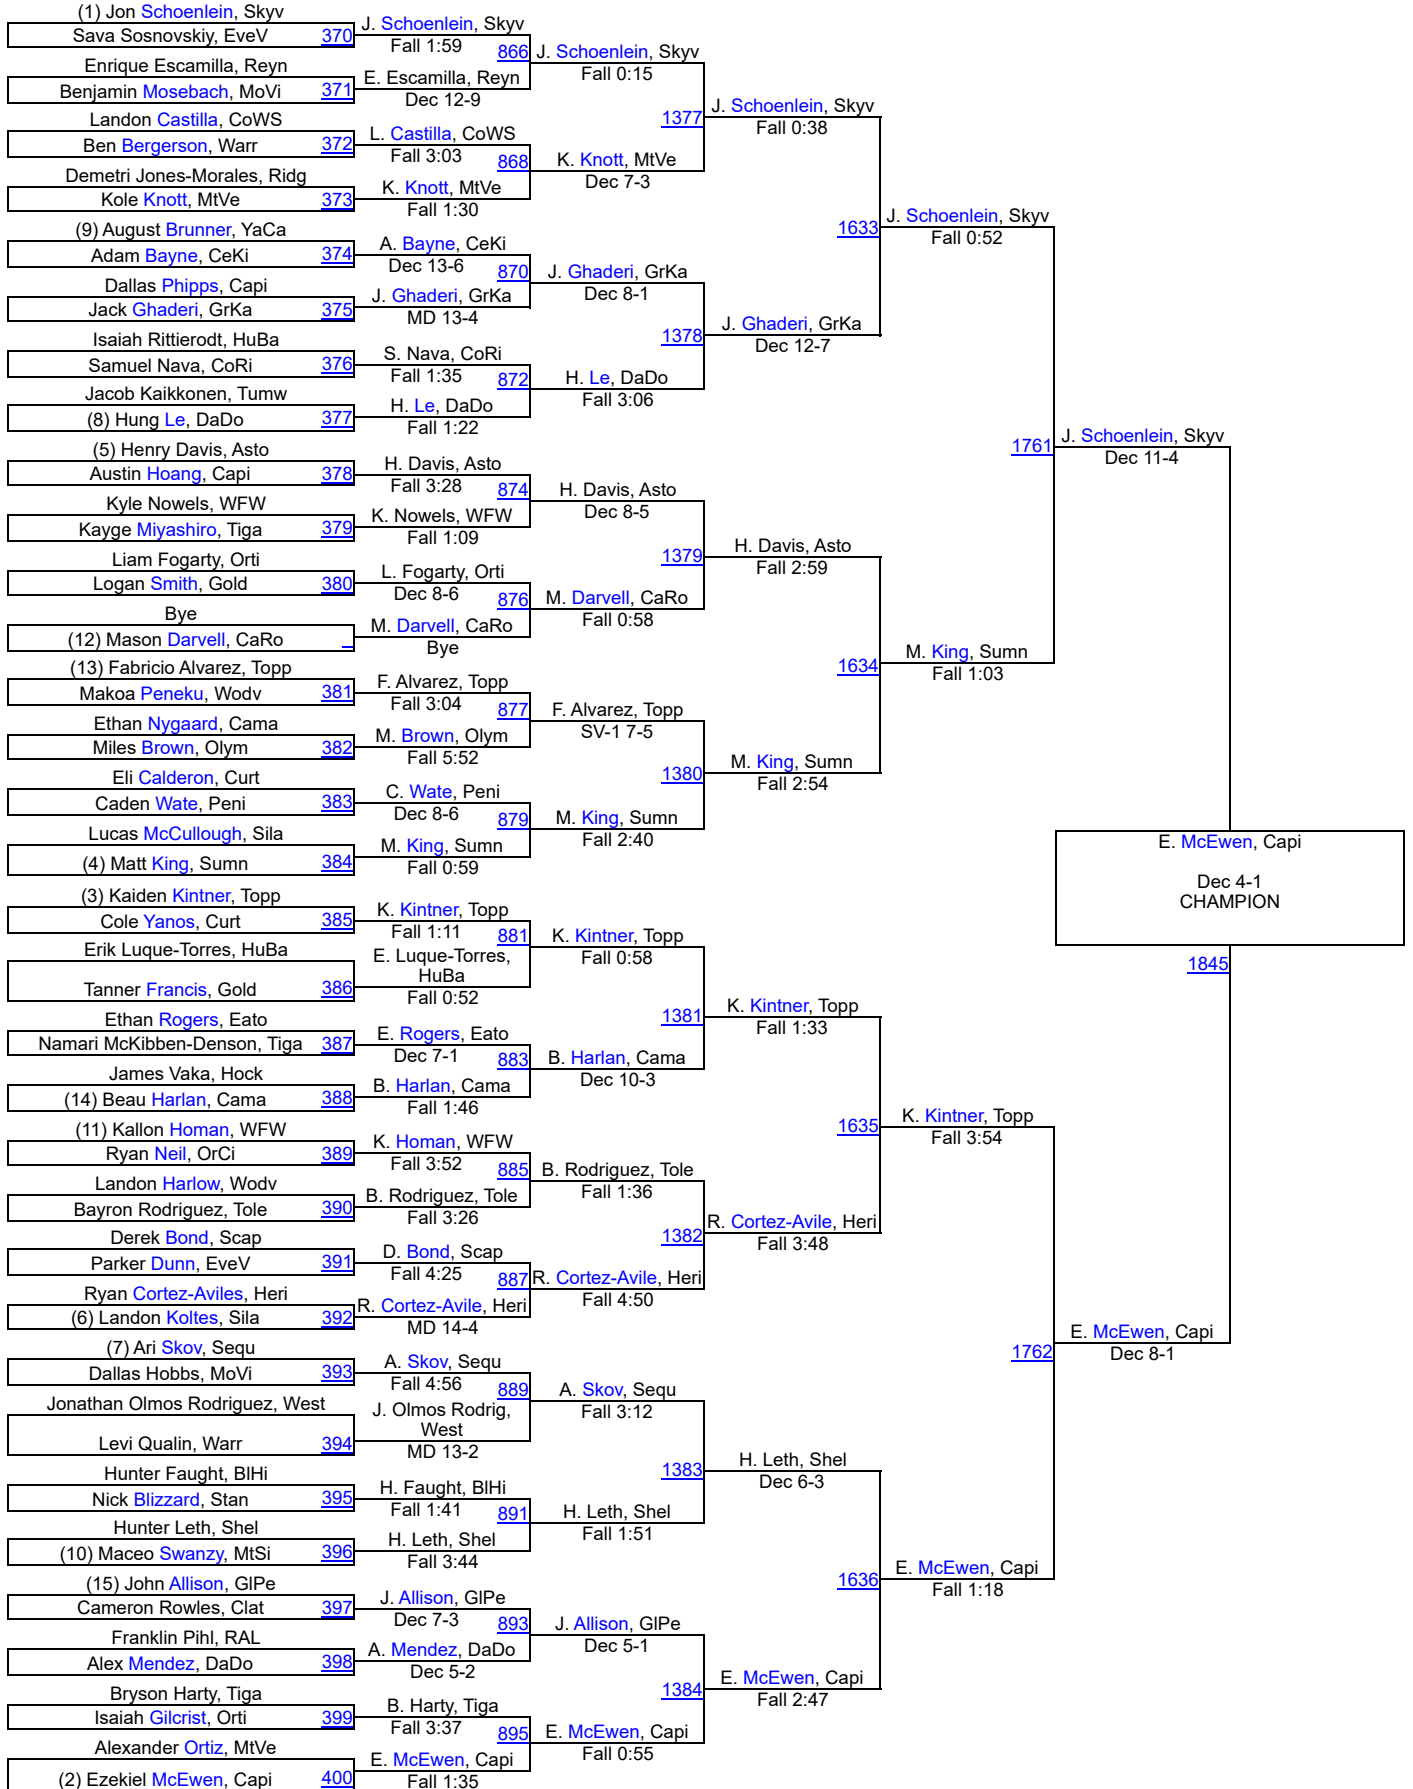 (1) Jon Schoenlein, Skyv
Sava Sosnovskiy, EveV 370
Enrique Escamilla, Reyn
Benjamin Mosebach, MoVi 371
Landon Castilla, CoWS
Ben Bergerson, Warr 372
Demetri Jones-Morales, Ridg
Kole Knott, MtVe 373
(9) August Brunner, YaCa
Adam Bayne, CeKi 374
Dallas Phipps, Capi
Jack Ghaderi, GrKa 375
Isaiah Rittierodt, HuBa
Samuel Nava, CoRi 376
Jacob Kaikkonen, Tumw
(8) Hung Le, DaDo 377
(5) Henry Davis, Asto
Austin Hoang, Capi 378
Kyle Nowels, WFW
Kayge Miyashiro, Tiga 379
Liam Fogarty, Orti
Logan Smith, Gold 380
Bye
(12) Mason Darvell, CaRo
(13) Fabricio Alvarez, Topp
Makoa Peneku, Wodv 381
Ethan Nygaard, Cama
Miles Brown, Olym 382
Eli Calderon, Curt
Caden Wate, Peni 383
Lucas McCullough, Sila
(4) Matt King, Sumn 384
(3) Kaiden Kintner, Topp
Cole Yanos, Curt 385
Erik Luque-Torres, HuBa
Tanner Francis, Gold 386
Ethan Rogers, Eato
Namari McKibben-Denson, Tiga 387
James Vaka, Hock
(14) Beau Harlan, Cama 388
(11) Kallon Homan, WFW
Ryan Neil, OrCi 389
Landon Harlow, Wodv
Bayron Rodriguez, Tole 390
Derek Bond, Scap
Parker Dunn, EveV 391
Ryan Cortez-Aviles, Heri
(6) Landon Koltes, Sila 392
(7) Ari Skov, Sequ
Dallas Hobbs, MoVi 393
Jonathan Olmos Rodriguez, West
Levi Qualin, Warr 394
Hunter Faught, BlHi
Nick Blizzard, Stan 395
Hunter Leth, Shel
(10) Maceo Swanzy, MtSi 396
(15) John Allison, GlPe
Cameron Rowles, Clat 397
Franklin Pihl, RAL
Alex Mendez, DaDo 398
Bryson Harty, Tiga
Isaiah Gilcrist, Orti 399
Alexander Ortiz, MtVe
(2) Ezekiel McEwen, Capi 400
J. Schoenlein, Skyv
Fall 1:59
866
E. Escamilla, Reyn
Dec 12-9
L. Castilla, CoWS
Fall 3:03
868
K. Knott, MtVe
Fall 1:30
A. Bayne, CeKi
Dec 13-6
870
J. Ghaderi, GrKa
MD 13-4
S. Nava, CoRi
Fall 1:35
872
H. Le, DaDo
Fall 1:22
H. Davis, Asto
Fall 3:28
874
K. Nowels, WFW
Fall 1:09
L. Fogarty, Orti
Dec 8-6
876
M. Darvell, CaRo
Bye
F. Alvarez, Topp
Fall 3:04
877
M. Brown, Olym
Fall 5:52
C. Wate, Peni
Dec 8-6
879
M. King, Sumn
Fall 0:59
K. Kintner, Topp
Fall 1:11
881
E. Luque-Torres,
HuBa
Fall 0:52
E. Rogers, Eato
Dec 7-1
883
B. Harlan, Cama
Fall 1:46
K. Homan, WFW
Fall 3:52
885
B. Rodriguez, Tole
Fall 3:26
D. Bond, Scap
Fall 4:25
887
R. Cortez-Avile, Heri
MD 14-4
A. Skov, Sequ
Fall 4:56
889
J. Olmos Rodrig,
West
MD 13-2
H. Faught, BlHi
Fall 1:41
891
H. Leth, Shel
Fall 3:44
J. Allison, GlPe
Dec 7-3
893
A. Mendez, DaDo
Dec 5-2
B. Harty, Tiga
Fall 3:37
895
E. McEwen, Capi
Fall 1:35
J. Schoenlein, Skyv
Fall 0:15
1377
K. Knott, MtVe
Dec 7-3
J. Ghaderi, GrKa
Dec 8-1
1378
H. Le, DaDo
Fall 3:06
H. Davis, Asto
Dec 8-5
1379
M. Darvell, CaRo
Fall 0:58
F. Alvarez, Topp
SV-1 7-5
1380
M. King, Sumn
Fall 2:40
K. Kintner, Topp
Fall 0:58
1381
B. Harlan, Cama
Dec 10-3
B. Rodriguez, Tole
Fall 1:36
1382
R. Cortez-Avile, Heri
Fall 4:50
A. Skov, Sequ
Fall 3:12
1383
H. Leth, Shel
Fall 1:51
J. Allison, GlPe
Dec 5-1
1384
E. McEwen, Capi
Fall 0:55
J. Schoenlein, Skyv
Fall 0:38
1633
J. Ghaderi, GrKa
Dec 12-7
H. Davis, Asto
Fall 2:59
1634
M. King, Sumn
Fall 2:54
K. Kintner, Topp
Fall 1:33
1635
R. Cortez-Avile, Heri
Fall 3:48
H. Leth, Shel
Dec 6-3
1636
E. McEwen, Capi
Fall 2:47
J. Schoenlein, Skyv
Fall 0:52
1761
M. King, Sumn
Fall 1:03
K. Kintner, Topp
Fall 3:54
1762
E. McEwen, Capi
Fall 1:18
J. Schoenlein, Skyv
Dec 11-4
E. McEwen, Capi
Dec 8-1
E. McEwen, Capi
Dec 4-1
CHAMPION
1845